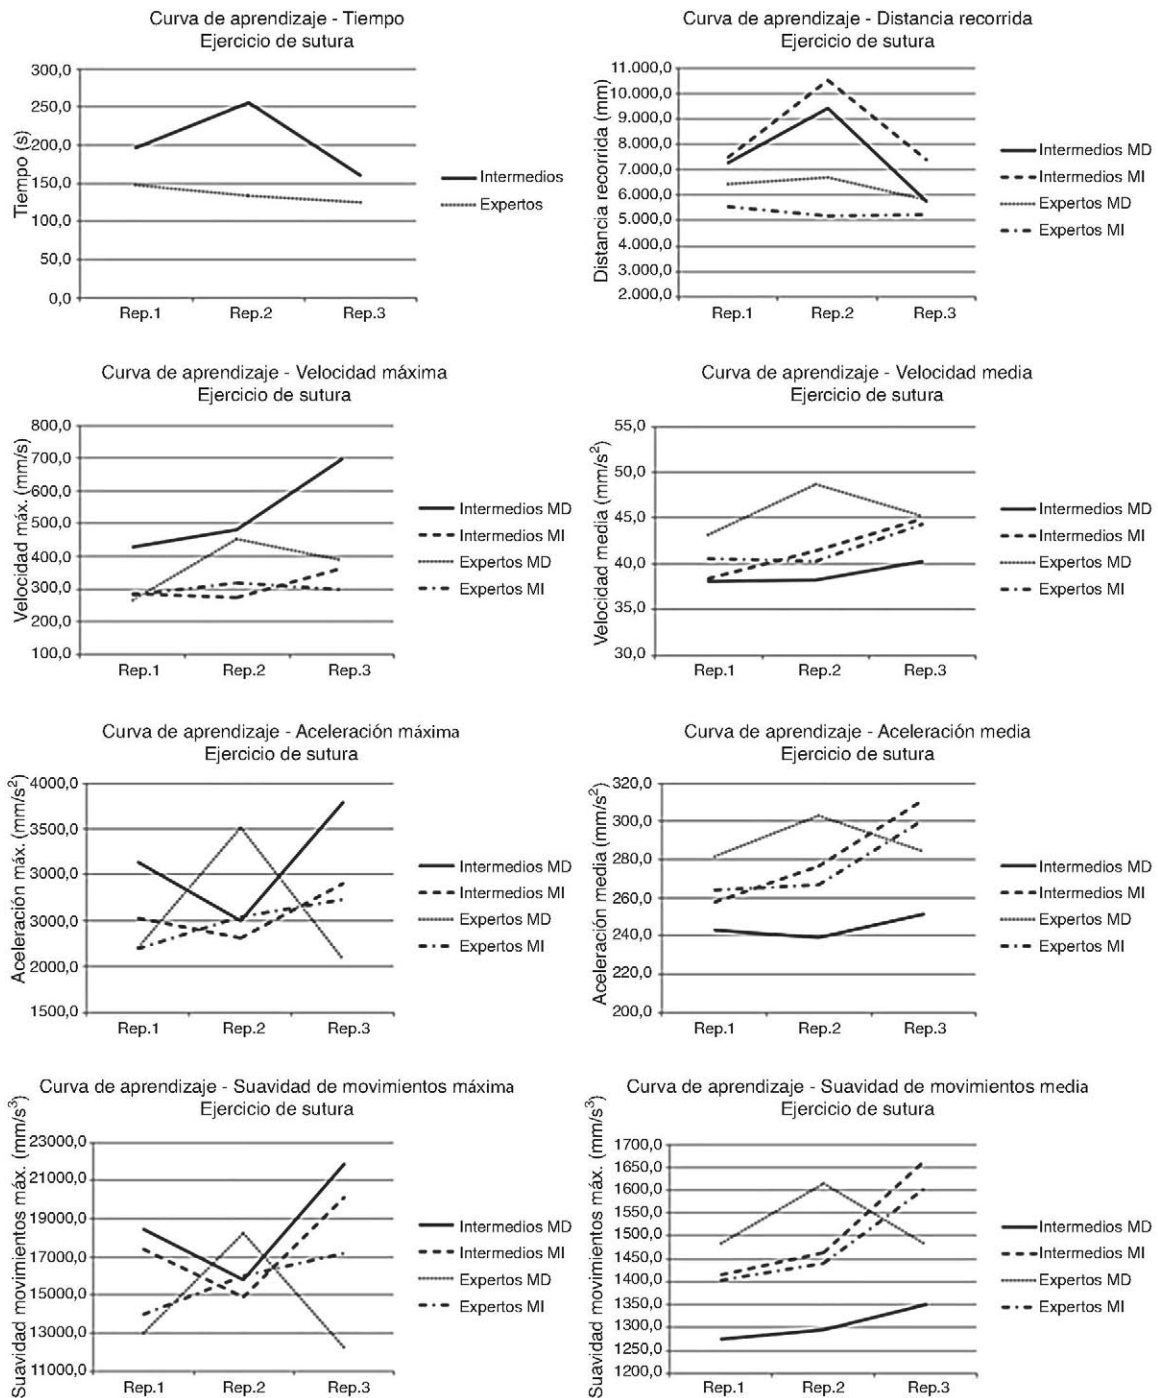 Curva de aprendizaje - Tiempo
Ejercicio de sutura
Tiempo (s)
300,0
250,0
200,0
150,0
100,0
50,0
0,0
Rep.1 Rep.2 Rep.3
Intermedios
Expertos
Curva de aprendizaje - Distancia recorrida
Ejercicio de sutura
Distancia recorrida (mm)
11.000,0
10.000,0
9.000,0
8.000,0
7.000,0
6.000,0
5.000,0
4.000,0
3.000,0
2.000,0
Rep.1 Rep.2 Rep.3
Intermedios MD
Intermedios MI
Expertos MD
Expertos MI
Curva de aprendizaje - Velocidad máxima
Ejercicio de sutura
Velocidad máx. (mm/s)
800,0
700,0
600,0
500,0
400,0
300,0
200,0
100,0
Rep.1 Rep.2 Rep.3
Intermedios MD
Intermedios MI
Expertos MD
Expertos MI
Curva de aprendizaje - Velocidad media
Ejercicio de sutura
Velocidad media (mm/s²)
55,0
50,0
45,0
40,0
35,0
30,0
Rep.1 Rep.2 Rep.3
Intermedios MD
Intermedios MI
Expertos MD
Expertos MI
Curva de aprendizaje - Aceleración máxima
Ejercicio de sutura
Aceleración máx. (mm/s²)
4000,0
3500,0
3000,0
3000,0
2000,0
1500,0
Rep.1 Rep.2 Rep.3
Intermedios MD
Intermedios MI
Expertos MD
Expertos MI
Curva de aprendizaje - Aceleración media
Ejercicio de sutura
Aceleración media (mm/s²)
320,0
300,0
280,0
260,0
240,0
220,0
200,0
Rep.1 Rep.2 Rep.3
Intermedios MD
Intermedios MI
Expertos MD
Expertos MI
Curva de aprendizaje - Suavidad de movimientos máxima
Ejercicio de sutura
Suavidad movimientos máx. (mm/s³)
23000,0
21000,0
19000,0
17000,0
15000,0
13000,0
11000,0
Rep.1 Rep.2 Rep.3
Intermedios MD
Intermedios MI
Expertos MD
Expertos MI
Curva de aprendizaje - Suavidad de movimientos media
Ejercicio de sutura
Suavidad movimientos máx. (mm/s³)
1700,0
1650,0
1600,0
1500,0
1500,0
1450,0
1400,0
1350,0
1300,0
1250,0
1200,0
Rep.1 Rep.2 Rep.3
Intermedios MD
Intermedios MI
Expertos MD
Expertos MI